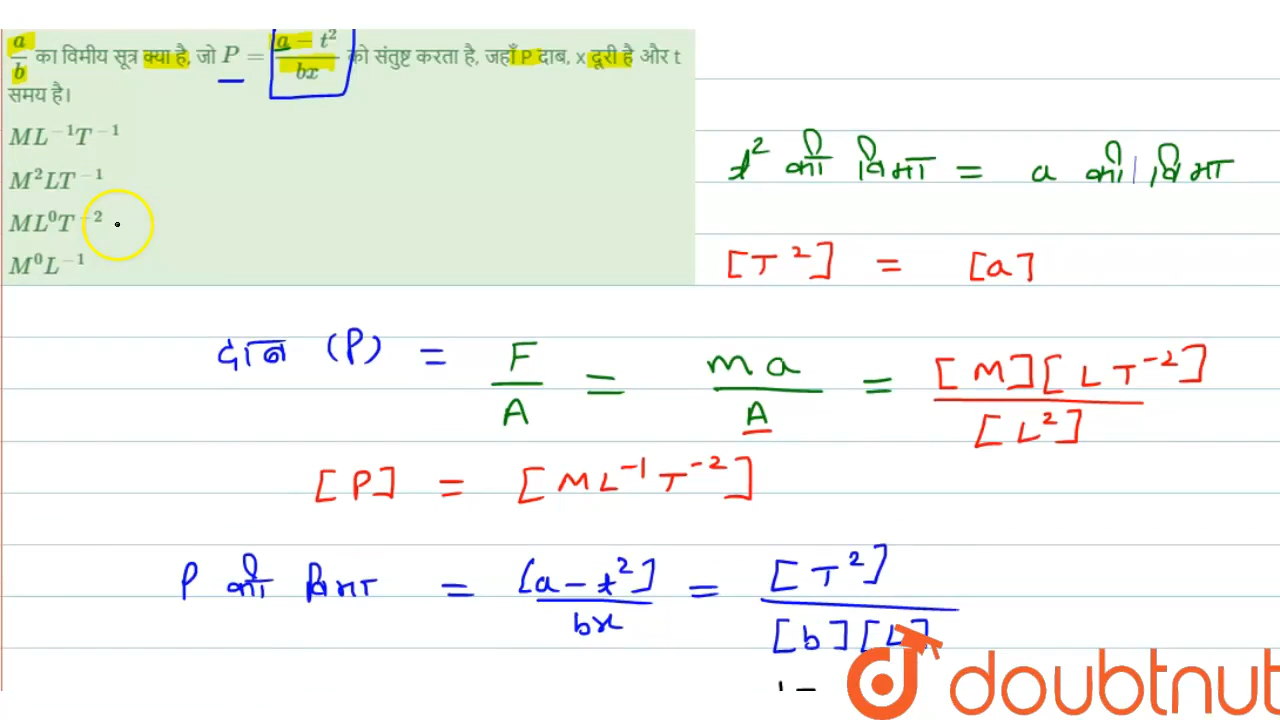 a/b का विमीय सूत्र क्या है, जो P = (a − t²)/(bx) को संतुष्ट करता है, जहाँ P दाब, x दूरी है और t
समय है।
ML⁻¹T⁻¹
M²LT⁻¹
ML⁰T⁻²
M⁰L⁻¹
t² की विमा = a की विमा
[T²] = [a]
दाब (P) = F/A = ma/A = [M][LT⁻²]/[L²]
[P] = [ML⁻¹T⁻²]
P की विमा = [a − t²]/bx = [T²]/[b][L]
doubtnut